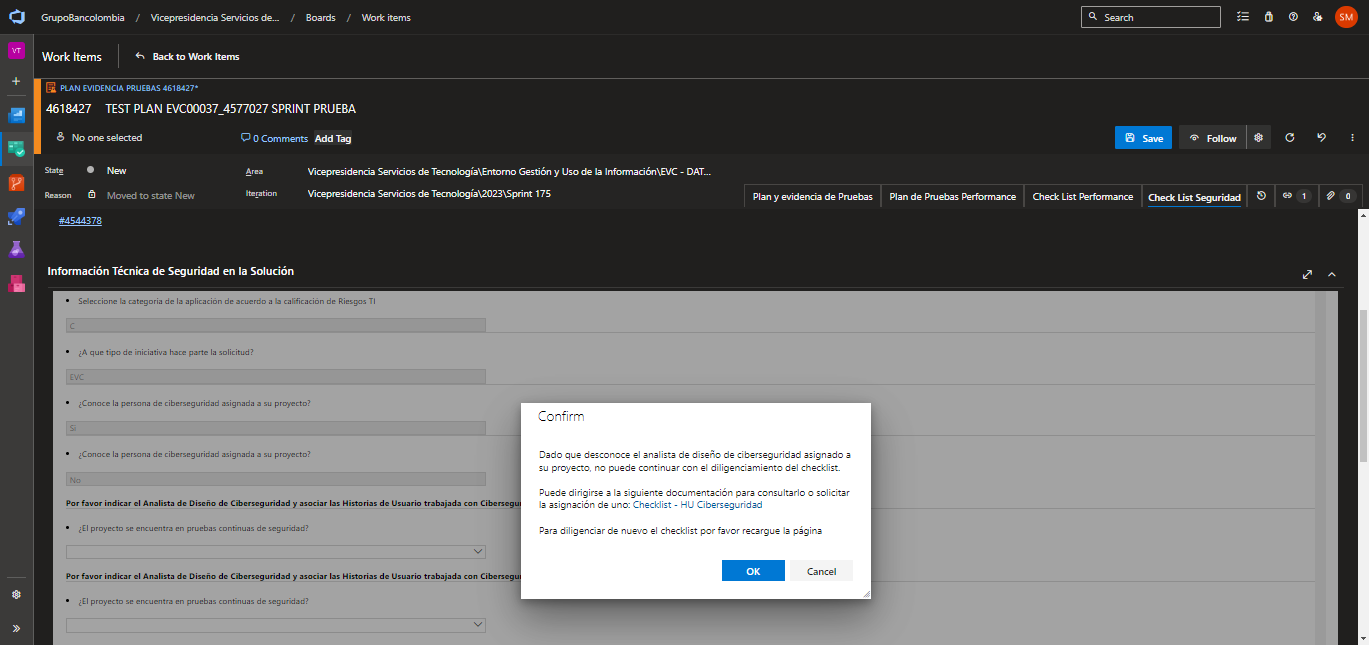 GrupoBancolombia / Vicepresidencia Servicios de... / Boards / Work items
Search
SM
VT
Work Items
Back to Work Items
PLAN EVIDENCIA PRUEBAS 4618427*
4618427 TEST PLAN EVC00037_4577027 SPRINT PRUEBA
No one selected
0 Comments
Add Tag
Save
Follow
State
New
Area
Vicepresidencia Servicios de Tecnología\Entorno Gestión y Uso de la Información\EVC - DAT...
Reason
Moved to state New
Iteration
Vicepresidencia Servicios de Tecnología\2023\Sprint 175
Plan y evidencia de Pruebas
Plan de Pruebas Performance
Check List Performance
Check List Seguridad
1
0
#4544378
Información Técnica de Seguridad en la Solución
• Seleccione la categoría de la aplicación de acuerdo a la calificación de Riesgos TI
C
• ¿A que tipo de iniciativa hace parte la solicitud?
EVC
• ¿Conoce la persona de ciberseguridad asignada a su proyecto?
Si
• ¿Conoce la persona de ciberseguridad asignada a su proyecto?
No
Por favor indicar el Analista de Diseño de Ciberseguridad y asociar las Historias de Usuario trabajada con Cibersegu
• ¿El proyecto se encuentra en pruebas continuas de seguridad?
Por favor indicar el Analista de Diseño de Ciberseguridad y asociar las Historias de Usuario trabajada con Cibersegu
• ¿El proyecto se encuentra en pruebas continuas de seguridad?
Confirm
Dado que desconoce el analista de diseño de ciberseguridad asignado a
su proyecto, no puede continuar con el diligenciamiento del checklist.
Puede dirigirse a la siguiente documentación para consultarlo o solicitar
la asignación de uno: Checklist - HU Ciberseguridad
Para diligenciar de nuevo el checklist por favor recargue la página
OK
Cancel